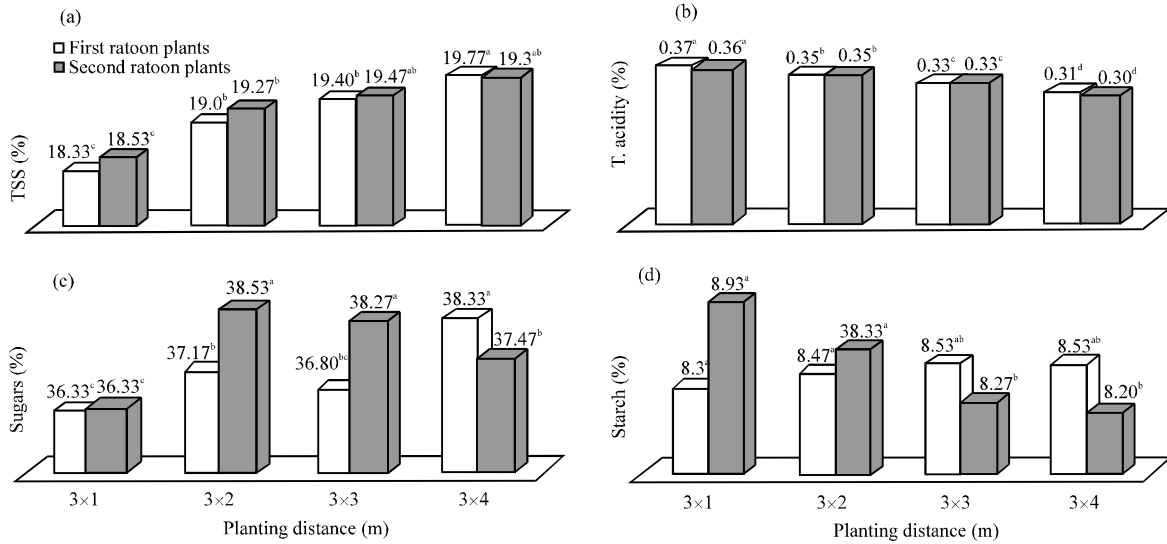 (a)
First ratoon plants
Second ratoon plants
TSS (%)
18.33ᶜ 18.53ᶜ 19.0ᵇ 19.27ᵇ 19.40ᵇ 19.47ᵃᵇ 19.77ᵃ 19.3ᵃᵇ
(b)
T. acidity (%)
0.37ᵃ 0.36ᵃ 0.35ᵇ 0.35ᵇ 0.33ᶜ 0.33ᶜ 0.31ᵈ 0.30ᵈ
(c)
Sugars (%)
36.33ᶜ 36.33ᶜ 37.17ᵇ 38.53ᵃ 36.80ᵇᶜ 38.27ᵃ 38.33ᵃ 37.47ᵇ
3×1 3×2 3×3 3×4
Planting distance (m)
(d)
Starch (%)
8.3ᵃ 8.93ᵃ 8.47ᵃ 38.33ᵃ 8.53ᵃᵇ 8.27ᵇ 8.53ᵃᵇ 8.20ᵇ
3×1 3×2 3×3 3×4
Planting distance (m)